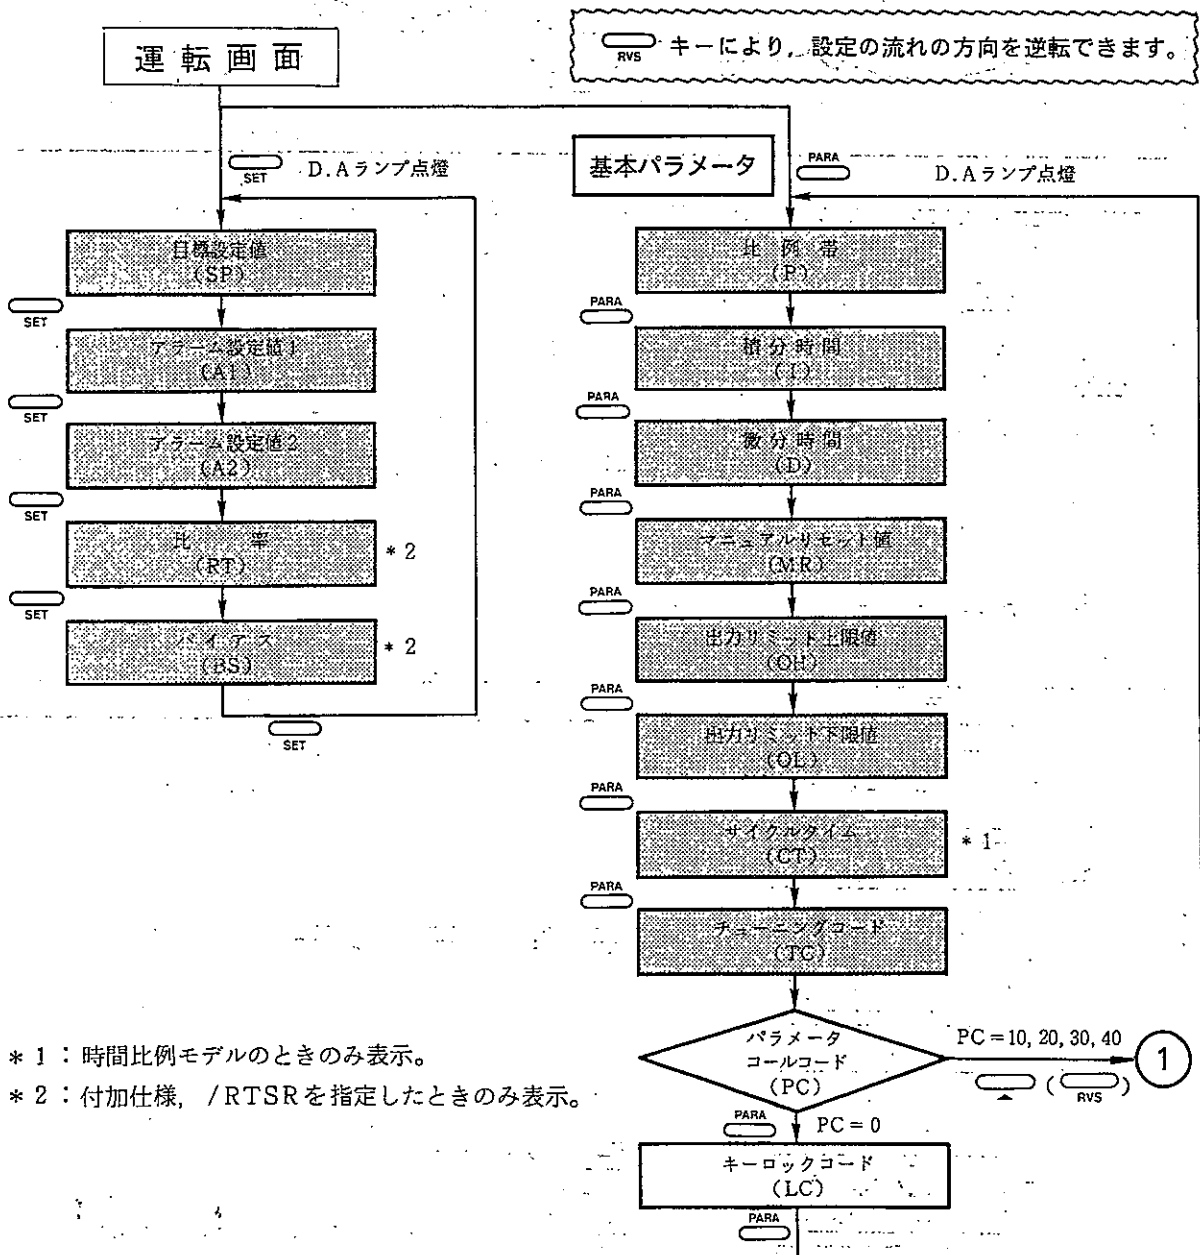 運転画面
RVS キーにより, 設定の流れの方向を逆転できます。
SET D.Aランプ点燈
目標設定値
(SP)
SET
アラーム設定値1
(A1)
SET
アラーム設定値2
(A2)
SET
比率
(RT)
* 2
SET
バイアス
(BS)
* 2
SET
基本パラメータ
PARA D.Aランプ点燈
比例帯
(P)
PARA
積分時間
(I)
PARA
微分時間
(D)
PARA
マニュアルリセット値
(MR)
PARA
出力リミット上限値
(OH)
PARA
出力リミット下限値
(OL)
PARA
サイクルタイム
(CT)
* 1
PARA
チューニングコード
(TC)
パラメータ
コールコード
(PC)
PC=10, 20, 30, 40
( RVS )
1
PARA PC=0
キーロックコード
(LC)
PARA
* 1 : 時間比例モデルのときのみ表示。
* 2 : 付加仕様, /RTSRを指定したときのみ表示。